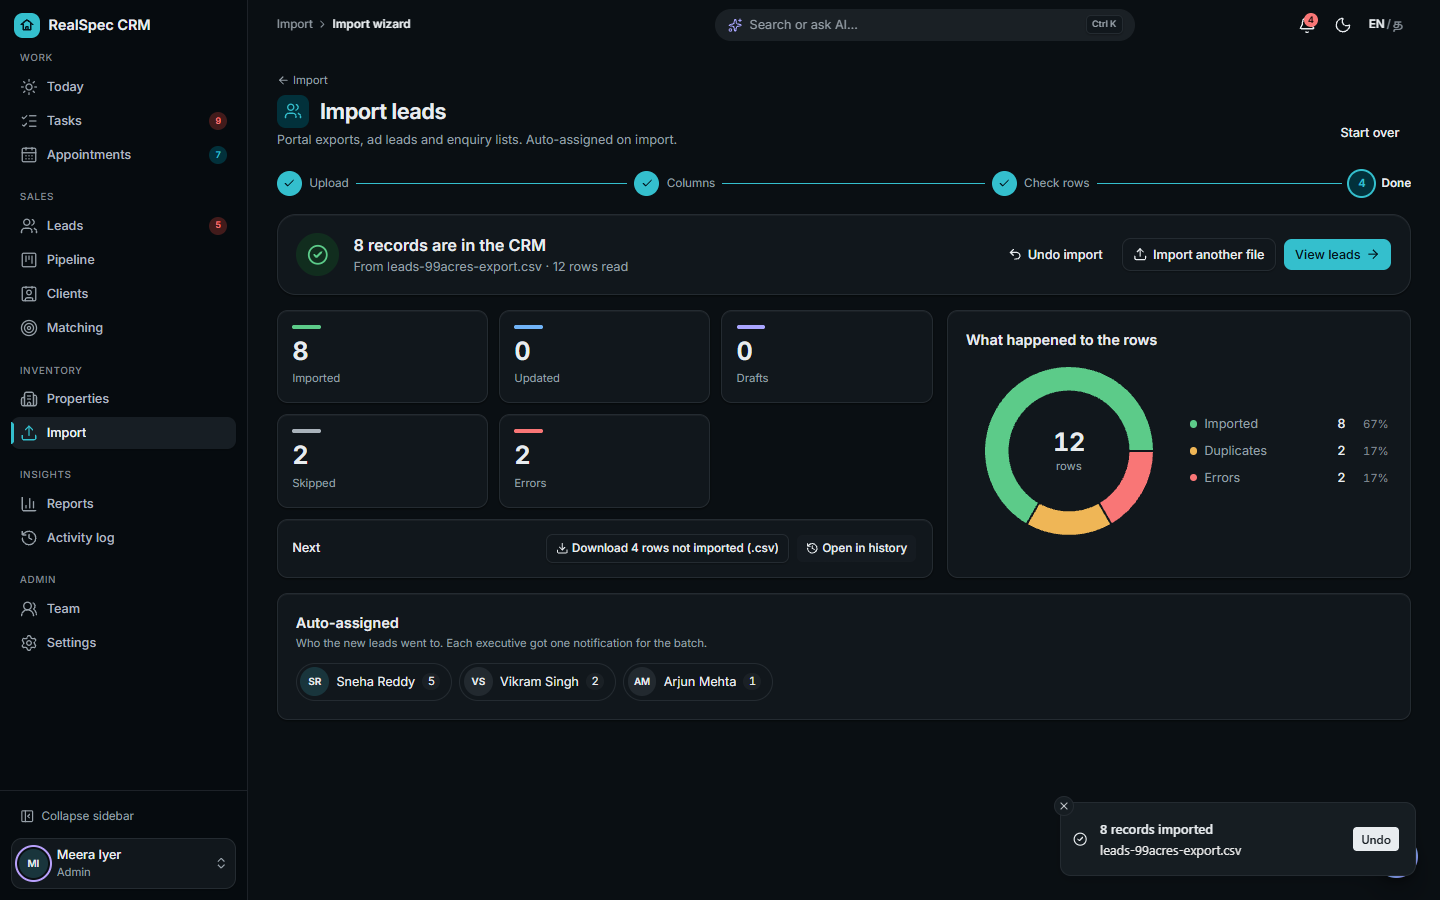 RealSpec CRM
WORK
Today
Tasks 9
Appointments 7
SALES
Leads 5
Pipeline
Clients
Matching
INVENTORY
Properties
Import
INSIGHTS
Reports
Activity log
ADMIN
Team
Settings
Collapse sidebar
MI Meera Iyer
Admin
Import > Import wizard
Search or ask AI... Ctrl K
4
EN / த
← Import
Import leads
Portal exports, ad leads and enquiry lists. Auto-assigned on import.
Start over
Upload Columns Check rows 4 Done
8 records are in the CRM
From leads-99acres-export.csv · 12 rows read
Undo import Import another file View leads →
8
Imported
0
Updated
0
Drafts
2
Skipped
2
Errors
Next Download 4 rows not imported (.csv) Open in history
What happened to the rows
12
rows
Imported 8 67%
Duplicates 2 17%
Errors 2 17%
Auto-assigned
Who the new leads went to. Each executive got one notification for the batch.
SR Sneha Reddy 5 VS Vikram Singh 2 AM Arjun Mehta 1
8 records imported
leads-99acres-export.csv
Undo